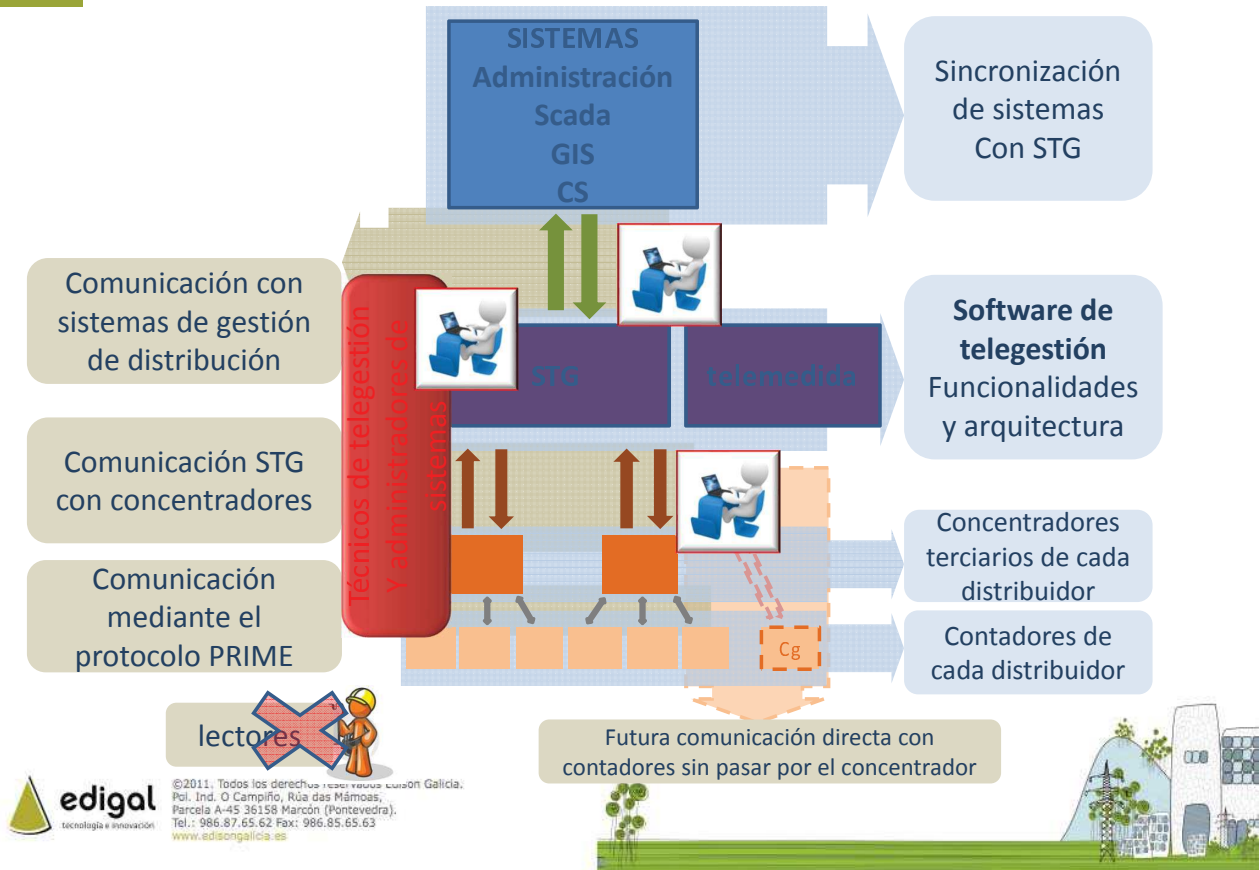 SISTEMAS
Administración
Scada
GIS
CS
Sincronización
de sistemas
Con STG
Comunicación con
sistemas de gestión
de distribución
Técnicos de telegestión
Y administradores de
sistemas
STG
telemedida
Software de
telegestión
Funcionalidades
y arquitectura
Comunicación STG
con concentradores
Concentradores
terciarios de cada
distribuidor
Comunicación
mediante el
protocolo PRIME
Cg
Contadores de
cada distribuidor
lectores
Futura comunicación directa con
contadores sin pasar por el concentrador
edigal
tecnología e innovación
©2011. Todos los derechos reservados Edison Galicia.
Pol. Ind. O Campiño, Rúa das Mámoas,
Parcela A-45 36158 Marcón (Pontevedra).
Tel.: 986.87.65.62 Fax: 986.85.65.63
www.edisongalicia.es